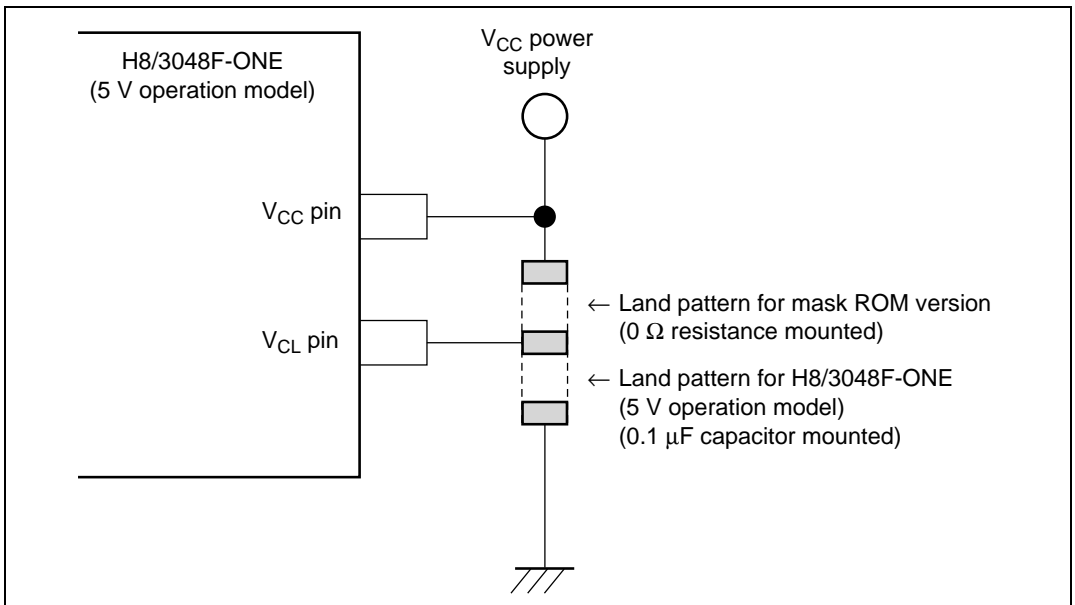 H8/3048F-ONE
(5 V operation model)
VCC power
supply
VCC pin
VCL pin
← Land pattern for mask ROM version
(0 Ω resistance mounted)
← Land pattern for H8/3048F-ONE
(5 V operation model)
(0.1 μF capacitor mounted)